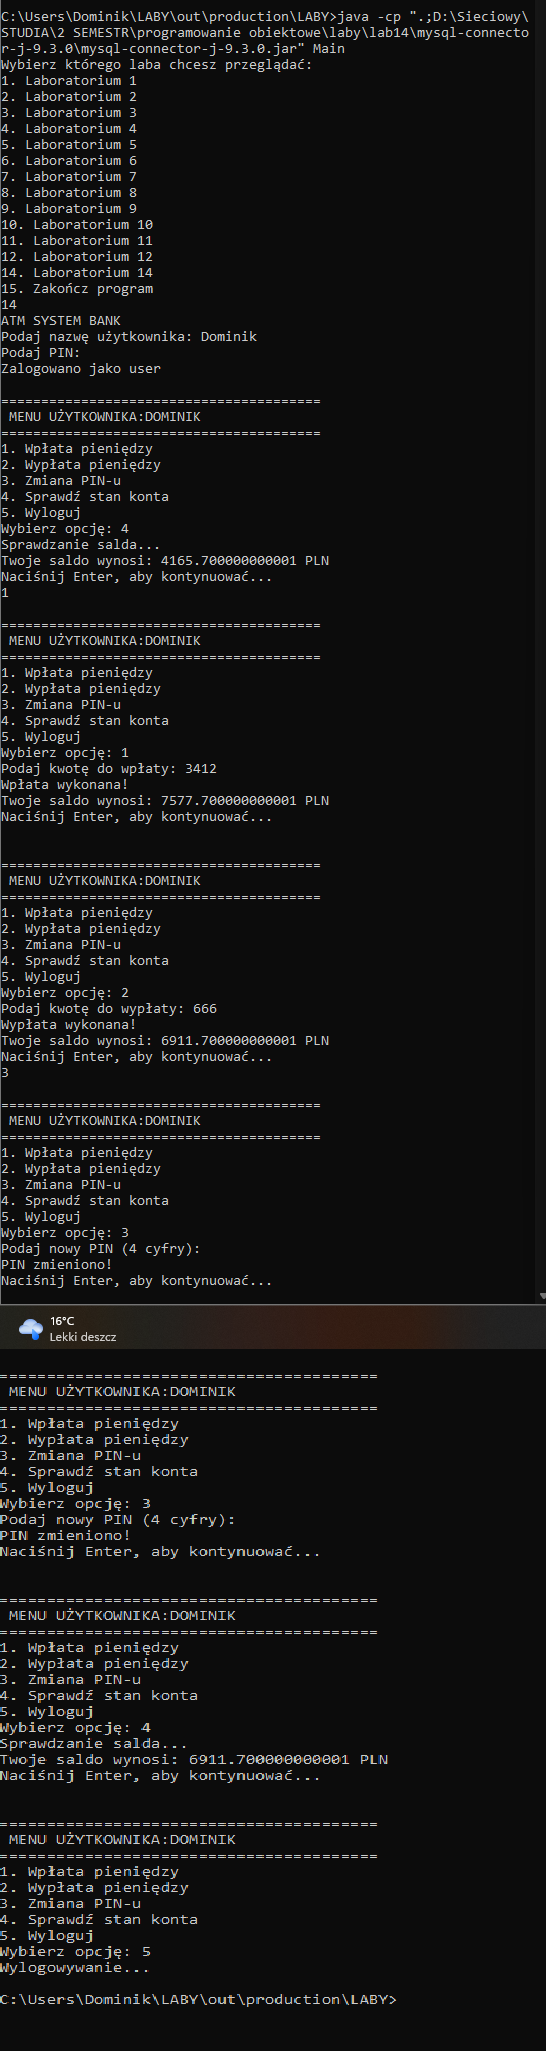 C:\Users\Dominik\LABY\out\production\LABY>java -cp ".;D:\Sieciowy\
STUDIA\2 SEMESTR\programowanie obiektowe\laby\lab14\mysql-connecto
r-j-9.3.0\mysql-connector-j-9.3.0.jar" Main
Wybierz którego laba chcesz przeglądać:
1. Laboratorium 1
2. Laboratorium 2
3. Laboratorium 3
4. Laboratorium 4
5. Laboratorium 5
6. Laboratorium 6
7. Laboratorium 7
8. Laboratorium 8
9. Laboratorium 9
10. Laboratorium 10
11. Laboratorium 11
12. Laboratorium 12
14. Laboratorium 14
15. Zakończ program
14
ATM SYSTEM BANK
Podaj nazwę użytkownika: Dominik
Podaj PIN:
Zalogowano jako user
========================================
MENU UŻYTKOWNIKA:DOMINIK
========================================
1. Wpłata pieniędzy
2. Wypłata pieniędzy
3. Zmiana PIN-u
4. Sprawdź stan konta
5. Wyloguj
Wybierz opcję: 4
Sprawdzanie salda...
Twoje saldo wynosi: 4165.700000000001 PLN
Naciśnij Enter, aby kontynuować...
1
========================================
MENU UŻYTKOWNIKA:DOMINIK
========================================
1. Wpłata pieniędzy
2. Wypłata pieniędzy
3. Zmiana PIN-u
4. Sprawdź stan konta
5. Wyloguj
Wybierz opcję: 1
Podaj kwotę do wpłaty: 3412
Wpłata wykonana!
Twoje saldo wynosi: 7577.700000000001 PLN
Naciśnij Enter, aby kontynuować...
========================================
MENU UŻYTKOWNIKA:DOMINIK
========================================
1. Wpłata pieniędzy
2. Wypłata pieniędzy
3. Zmiana PIN-u
4. Sprawdź stan konta
5. Wyloguj
Wybierz opcję: 2
Podaj kwotę do wypłaty: 666
Wypłata wykonana!
Twoje saldo wynosi: 6911.700000000001 PLN
Naciśnij Enter, aby kontynuować...
3
========================================
MENU UŻYTKOWNIKA:DOMINIK
========================================
1. Wpłata pieniędzy
2. Wypłata pieniędzy
3. Zmiana PIN-u
4. Sprawdź stan konta
5. Wyloguj
Wybierz opcję: 3
Podaj nowy PIN (4 cyfry):
PIN zmieniono!
Naciśnij Enter, aby kontynuować...
16°C
Lekki deszcz
========================================
MENU UŻYTKOWNIKA:DOMINIK
========================================
1. Wpłata pieniędzy
2. Wypłata pieniędzy
3. Zmiana PIN-u
4. Sprawdź stan konta
5. Wyloguj
Wybierz opcję: 3
Podaj nowy PIN (4 cyfry):
PIN zmieniono!
Naciśnij Enter, aby kontynuować...
========================================
MENU UŻYTKOWNIKA:DOMINIK
========================================
1. Wpłata pieniędzy
2. Wypłata pieniędzy
3. Zmiana PIN-u
4. Sprawdź stan konta
5. Wyloguj
Wybierz opcję: 4
Sprawdzanie salda...
Twoje saldo wynosi: 6911.700000000001 PLN
Naciśnij Enter, aby kontynuować...
========================================
MENU UŻYTKOWNIKA:DOMINIK
========================================
1. Wpłata pieniędzy
2. Wypłata pieniędzy
3. Zmiana PIN-u
4. Sprawdź stan konta
5. Wyloguj
Wybierz opcję: 5
Wylogowywanie...
C:\Users\Dominik\LABY\out\production\LABY>